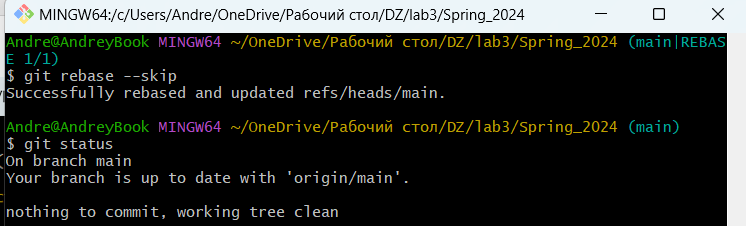 MINGW64:/c/Users/Andre/OneDrive/Рабочий стол/DZ/lab3/Spring_2024
Andre@AndreyBook MINGW64 ~/OneDrive/Рабочий стол/DZ/lab3/Spring_2024 (main|REBAS
E 1/1)
$ git rebase --skip
Successfully rebased and updated refs/heads/main.
Andre@AndreyBook MINGW64 ~/OneDrive/Рабочий стол/DZ/lab3/Spring_2024 (main)
$ git status
On branch main
Your branch is up to date with 'origin/main'.
nothing to commit, working tree clean